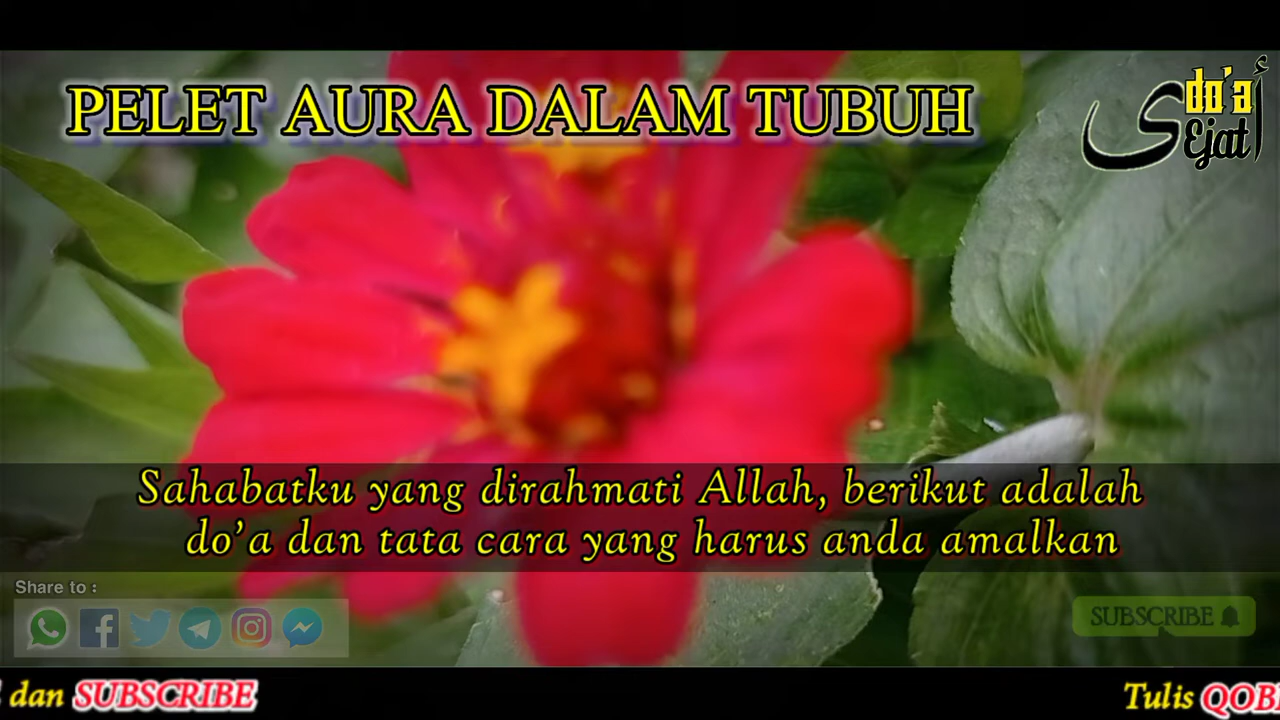 PELET AURA DALAM TUBUH
do'a
Ejat
Sahabatku yang dirahmati Allah, berikut adalah
do'a dan tata cara yang harus anda amalkan
Share to :
SUBSCRIBE
dan SUBSCRIBE
Tulis